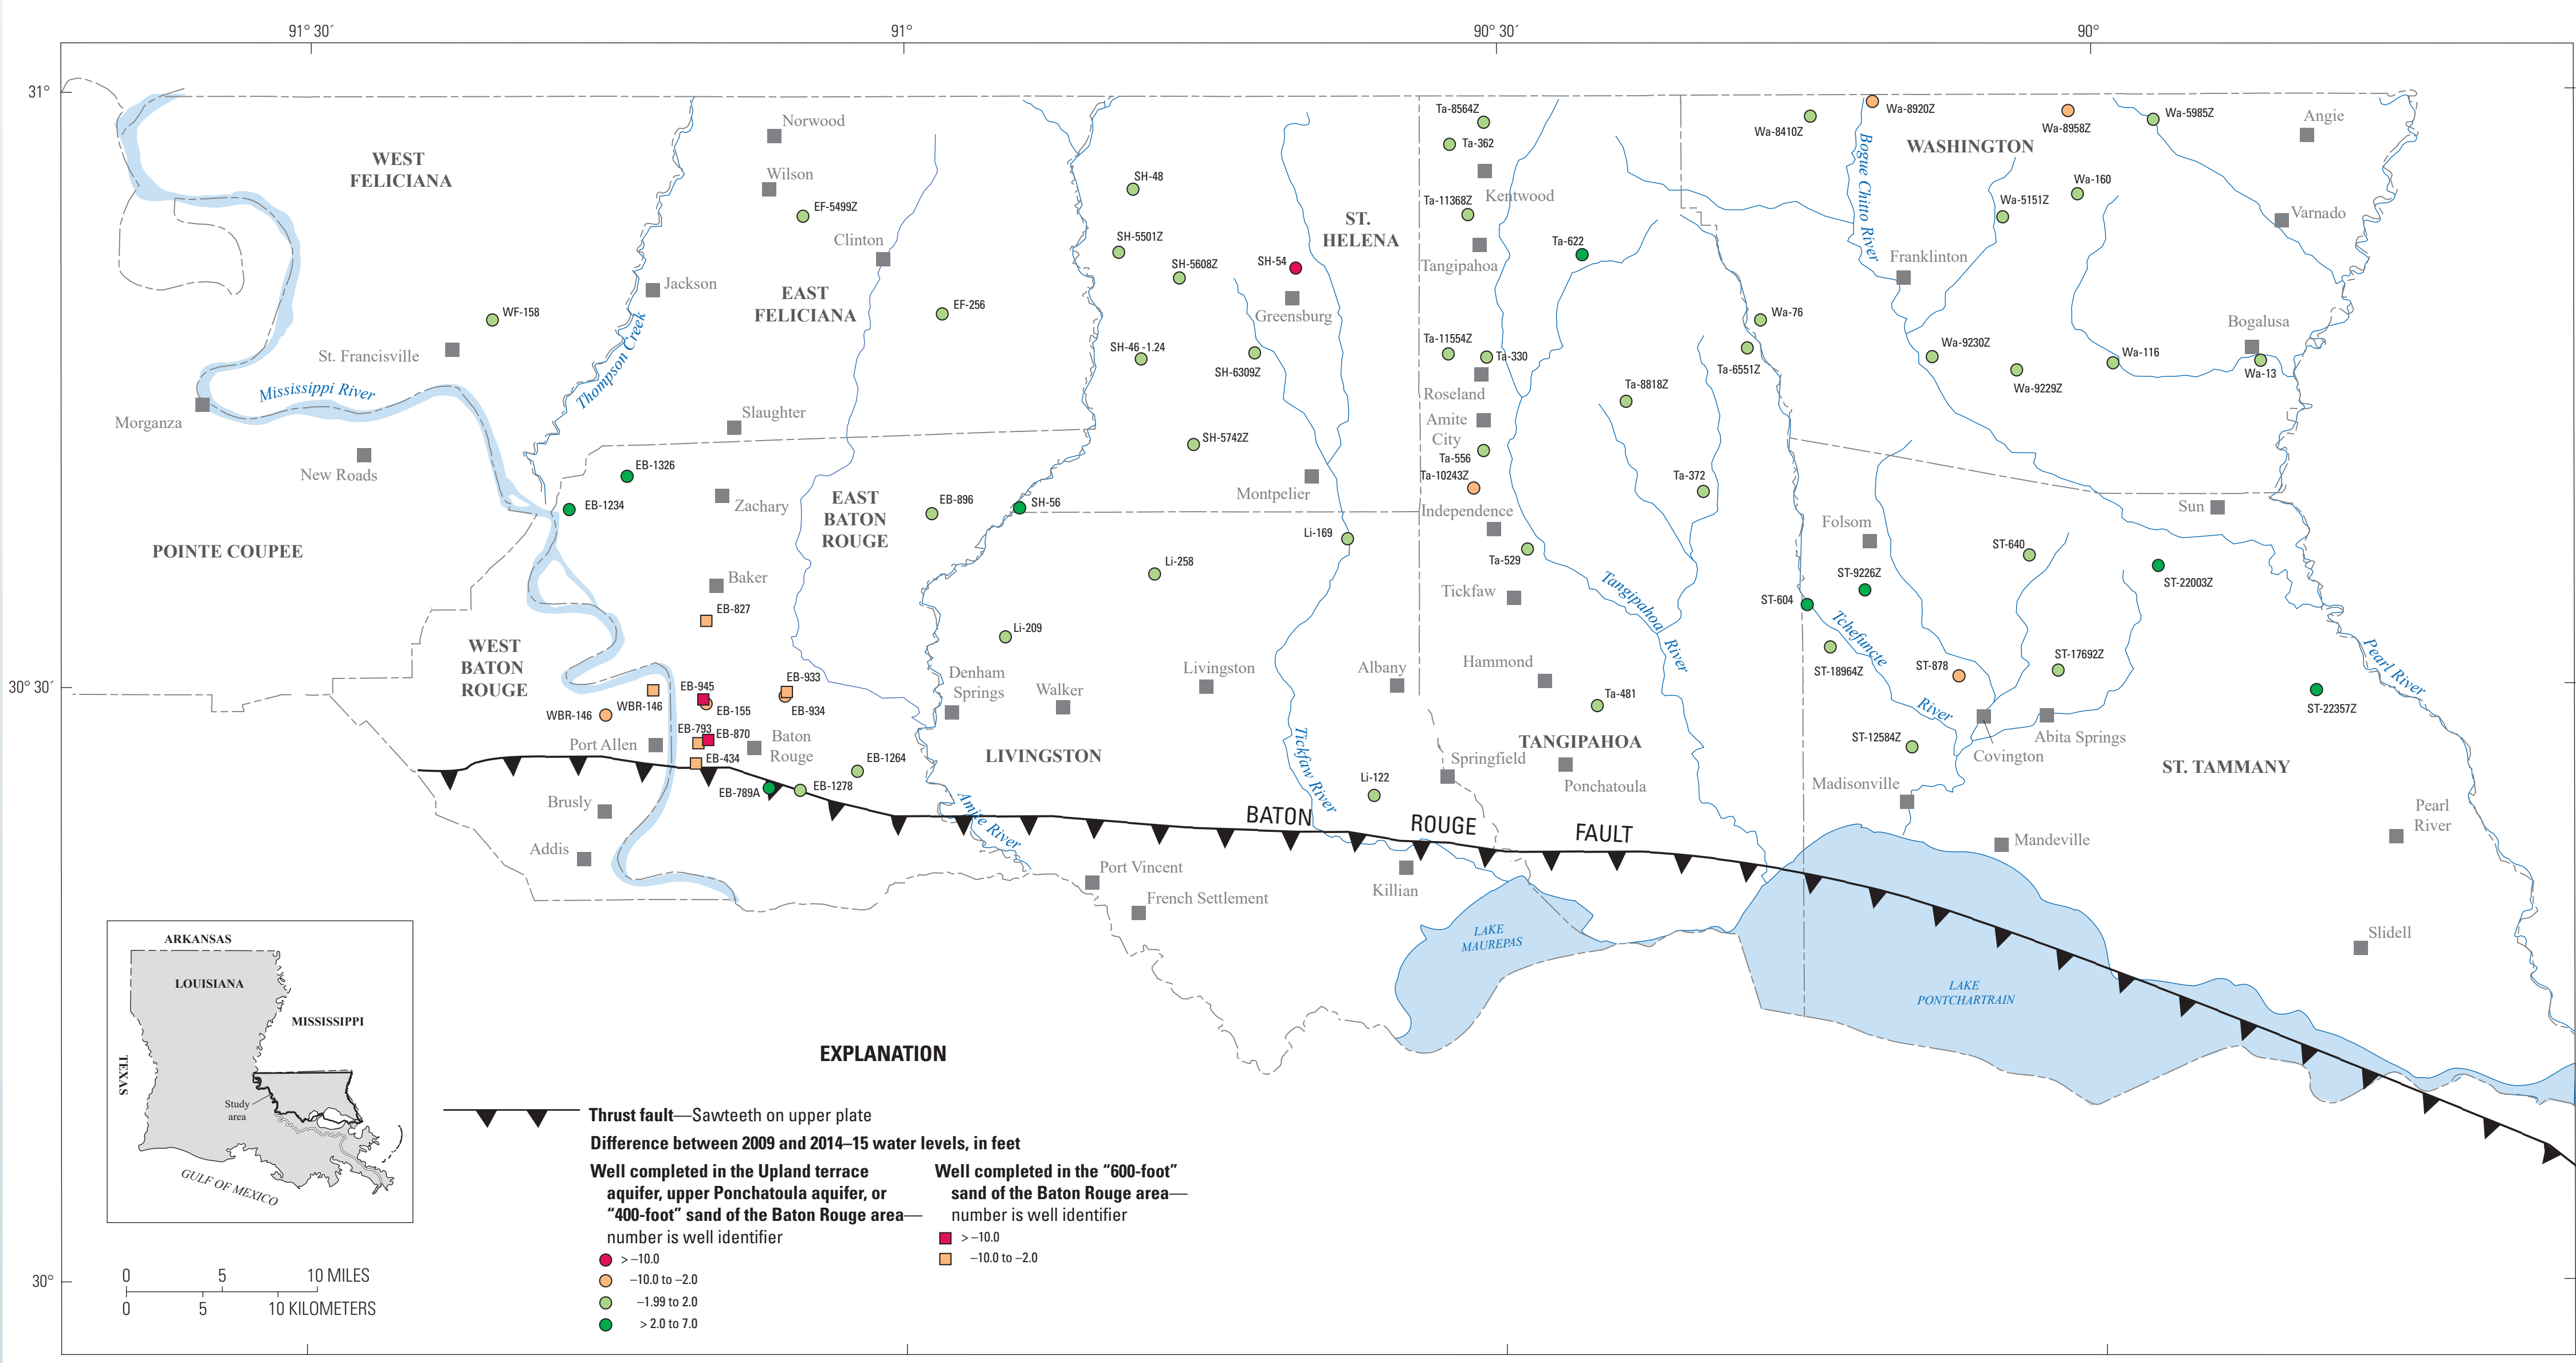 91° 30´
91°
90° 30´
90°
31°
30° 30´
30°
WEST
FELICIANA
Norwood
Wilson
EF-5499Z
Clinton
Jackson
EAST
FELICIANA
EF-256
WF-158
St. Francisville
Mississippi River
Thompson Creek
Morganza
New Roads
Slaughter
EB-1326
EB-1234
Zachary
EAST
BATON
ROUGE
EB-896
POINTE COUPEE
Baker
EB-827
WEST
BATON
ROUGE
EB-945
EB-155
EB-933
EB-934
WBR-146
WBR-146
EB-793
EB-870
EB-434
Port Allen
Baton
Rouge
EB-789A
EB-1278
EB-1264
Brusly
Addis
SH-48
SH-5501Z
SH-5608Z
SH-54
ST.
HELENA
Greensburg
SH-46 -1.24
SH-6309Z
SH-5742Z
Montpelier
SH-56
Li-169
Li-258
Li-209
Denham
Springs
Walker
Livingston
Albany
LIVINGSTON
Amite River
Tickfaw River
Li-122
Port Vincent
French Settlement
Killian
Springfield
BATON
ROUGE
FAULT
Ta-8564Z
Ta-362
Kentwood
Ta-11368Z
Tangipahoa
Ta-622
Ta-11554Z
Ta-330
Roseland
Amite
City
Ta-556
Ta-10243Z
Independence
Ta-529
Tickfaw
Ta-8818Z
Ta-6551Z
Ta-372
Tangipahoa
River
Hammond
Ta-481
TANGIPAHOA
Ponchatoula
Wa-8410Z
Wa-8920Z
Bogue Chitto River
WASHINGTON
Wa-8958Z
Wa-5985Z
Angie
Wa-160
Wa-5151Z
Varnado
Franklinton
Wa-76
Wa-9230Z
Wa-9229Z
Wa-116
Bogalusa
Wa-13
Sun
Folsom
ST-9226Z
ST-604
ST-640
ST-22003Z
Tchefuncte
River
ST-18964Z
ST-878
ST-17692Z
ST-22357Z
Pearl River
ST-12584Z
Covington
Abita Springs
ST. TAMMANY
Madisonville
Mandeville
Pearl
River
Slidell
LAKE
MAUREPAS
LAKE
PONTCHARTRAIN
ARKANSAS
LOUISIANA
MISSISSIPPI
TEXAS
Study
area
GULF OF MEXICO
0 5 10 MILES
0 5 10 KILOMETERS
EXPLANATION
Thrust fault—Sawteeth on upper plate
Difference between 2009 and 2014–15 water levels, in feet
Well completed in the Upland terrace
aquifer, upper Ponchatoula aquifer, or
“400-foot” sand of the Baton Rouge area—
number is well identifier
> –10.0
–10.0 to –2.0
–1.99 to 2.0
> 2.0 to 7.0
Well completed in the “600-foot”
sand of the Baton Rouge area—
number is well identifier
> –10.0
–10.0 to –2.0